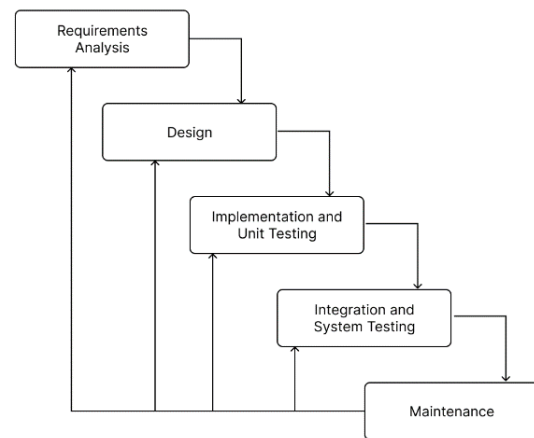 Requirements
Analysis
Design
Implementation and
Unit Testing
Integration and
System Testing
Maintenance